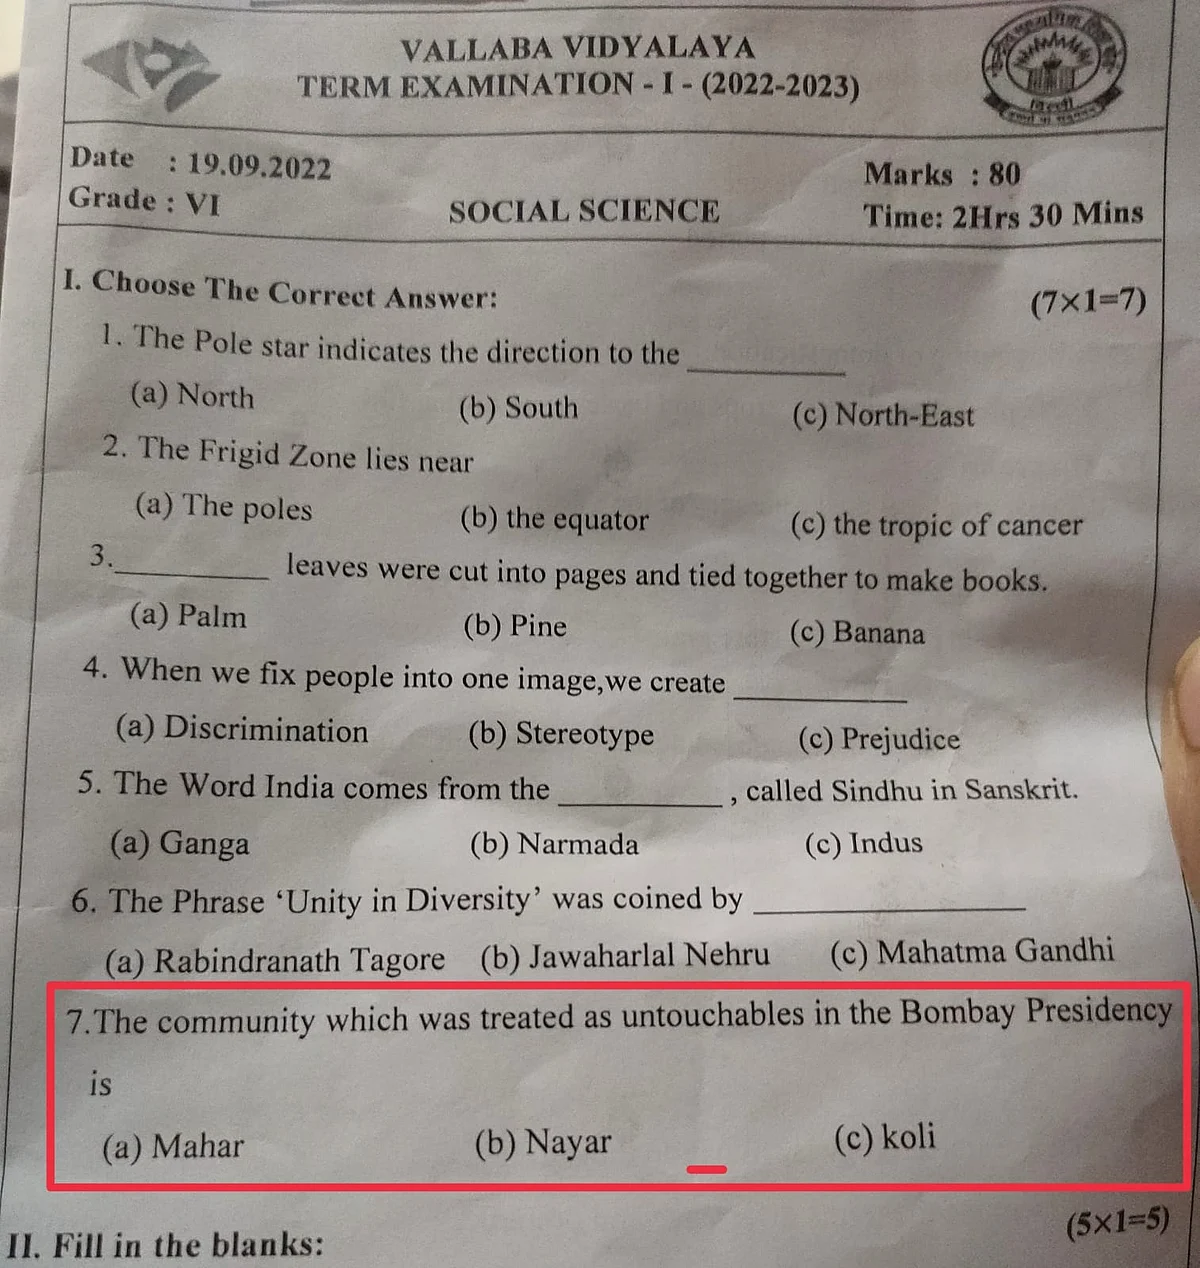 VALLABA VIDYALAYA
TERM EXAMINATION - I - (2022-2023)
Date : 19.09.2022
Marks : 80
Grade : VI
SOCIAL SCIENCE
Time: 2Hrs 30 Mins
I. Choose The Correct Answer:
(7×1=7)
1. The Pole star indicates the direction to the ___________
(a) North (b) South (c) North-East
2. The Frigid Zone lies near
(a) The poles (b) the equator (c) the tropic of cancer
3.___________ leaves were cut into pages and tied together to make books.
(a) Palm (b) Pine (c) Banana
4. When we fix people into one image,we create ____________
(a) Discrimination (b) Stereotype (c) Prejudice
5. The Word India comes from the ___________ , called Sindhu in Sanskrit.
(a) Ganga (b) Narmada (c) Indus
6. The Phrase ‘Unity in Diversity’ was coined by __________________
(a) Rabindranath Tagore (b) Jawaharlal Nehru (c) Mahatma Gandhi
7.The community which was treated as untouchables in the Bombay Presidency
is
(a) Mahar (b) Nayar (c) koli
(5×1=5)
II. Fill in the blanks: